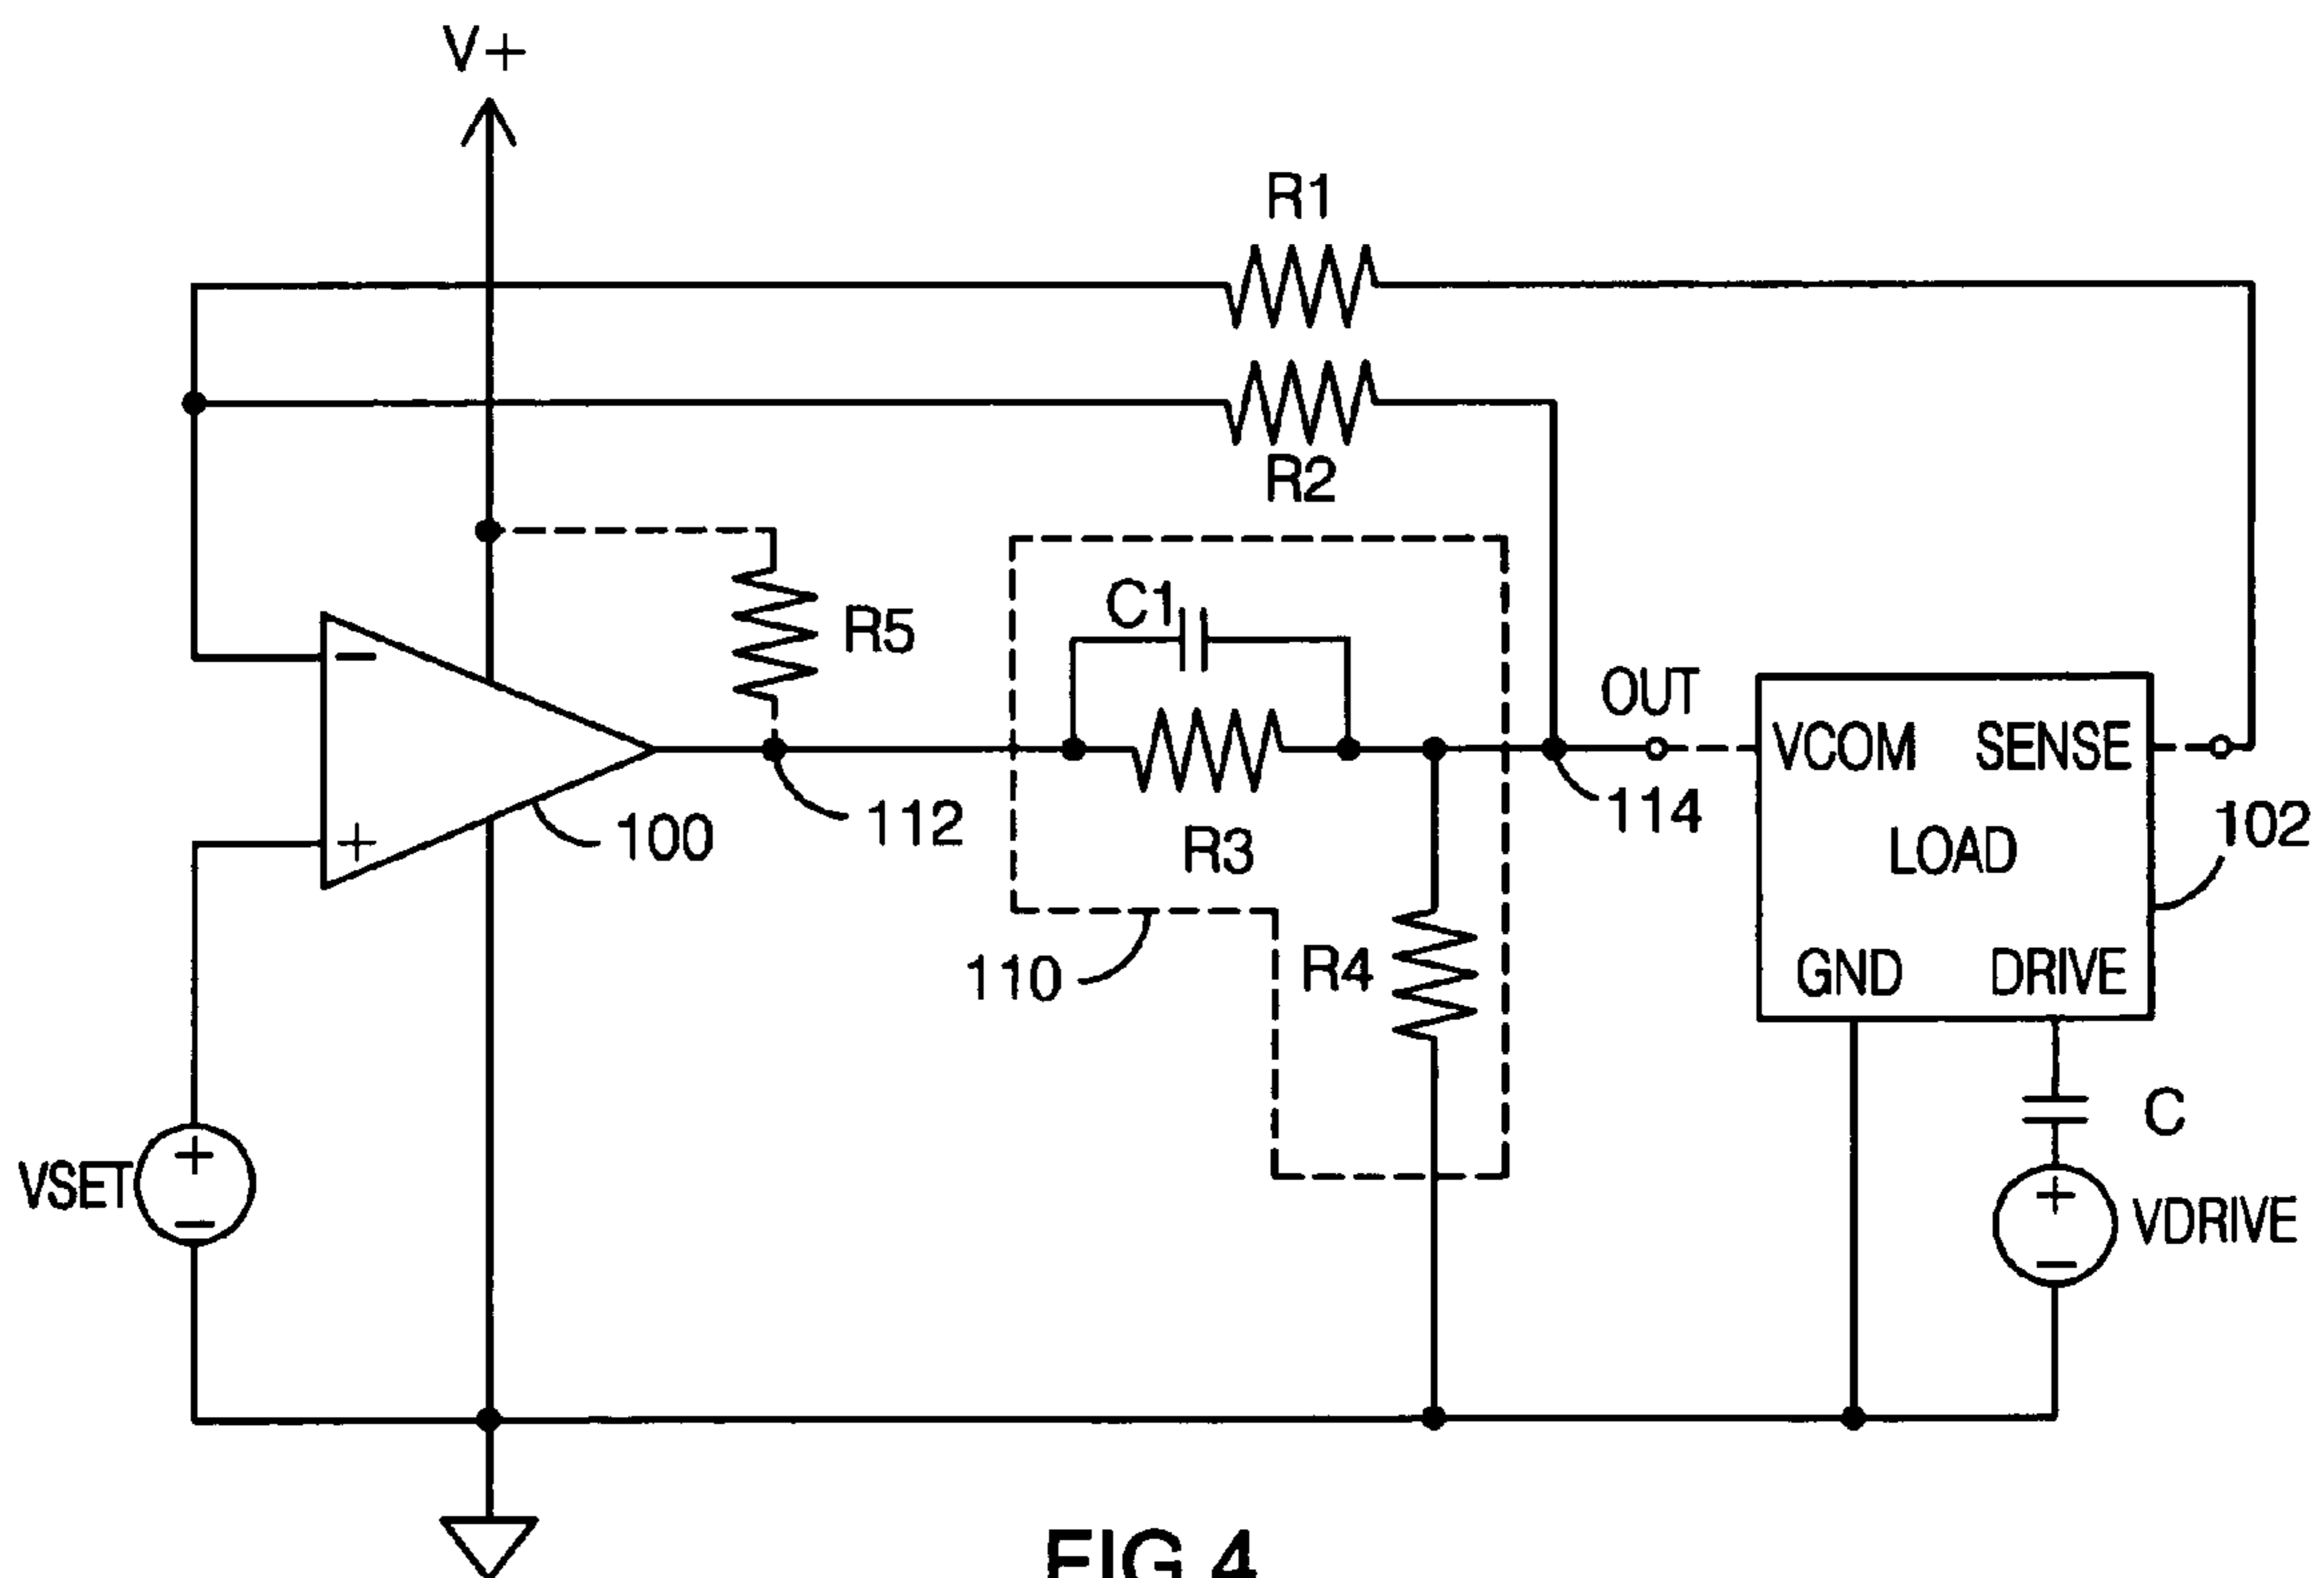 V+
R1
R2
R5
C1
OUT
VCOM SENSE
112
114
100
R3
LOAD
102
110
R4
GND DRIVE
C
VSET
VDRIVE
FIG.4